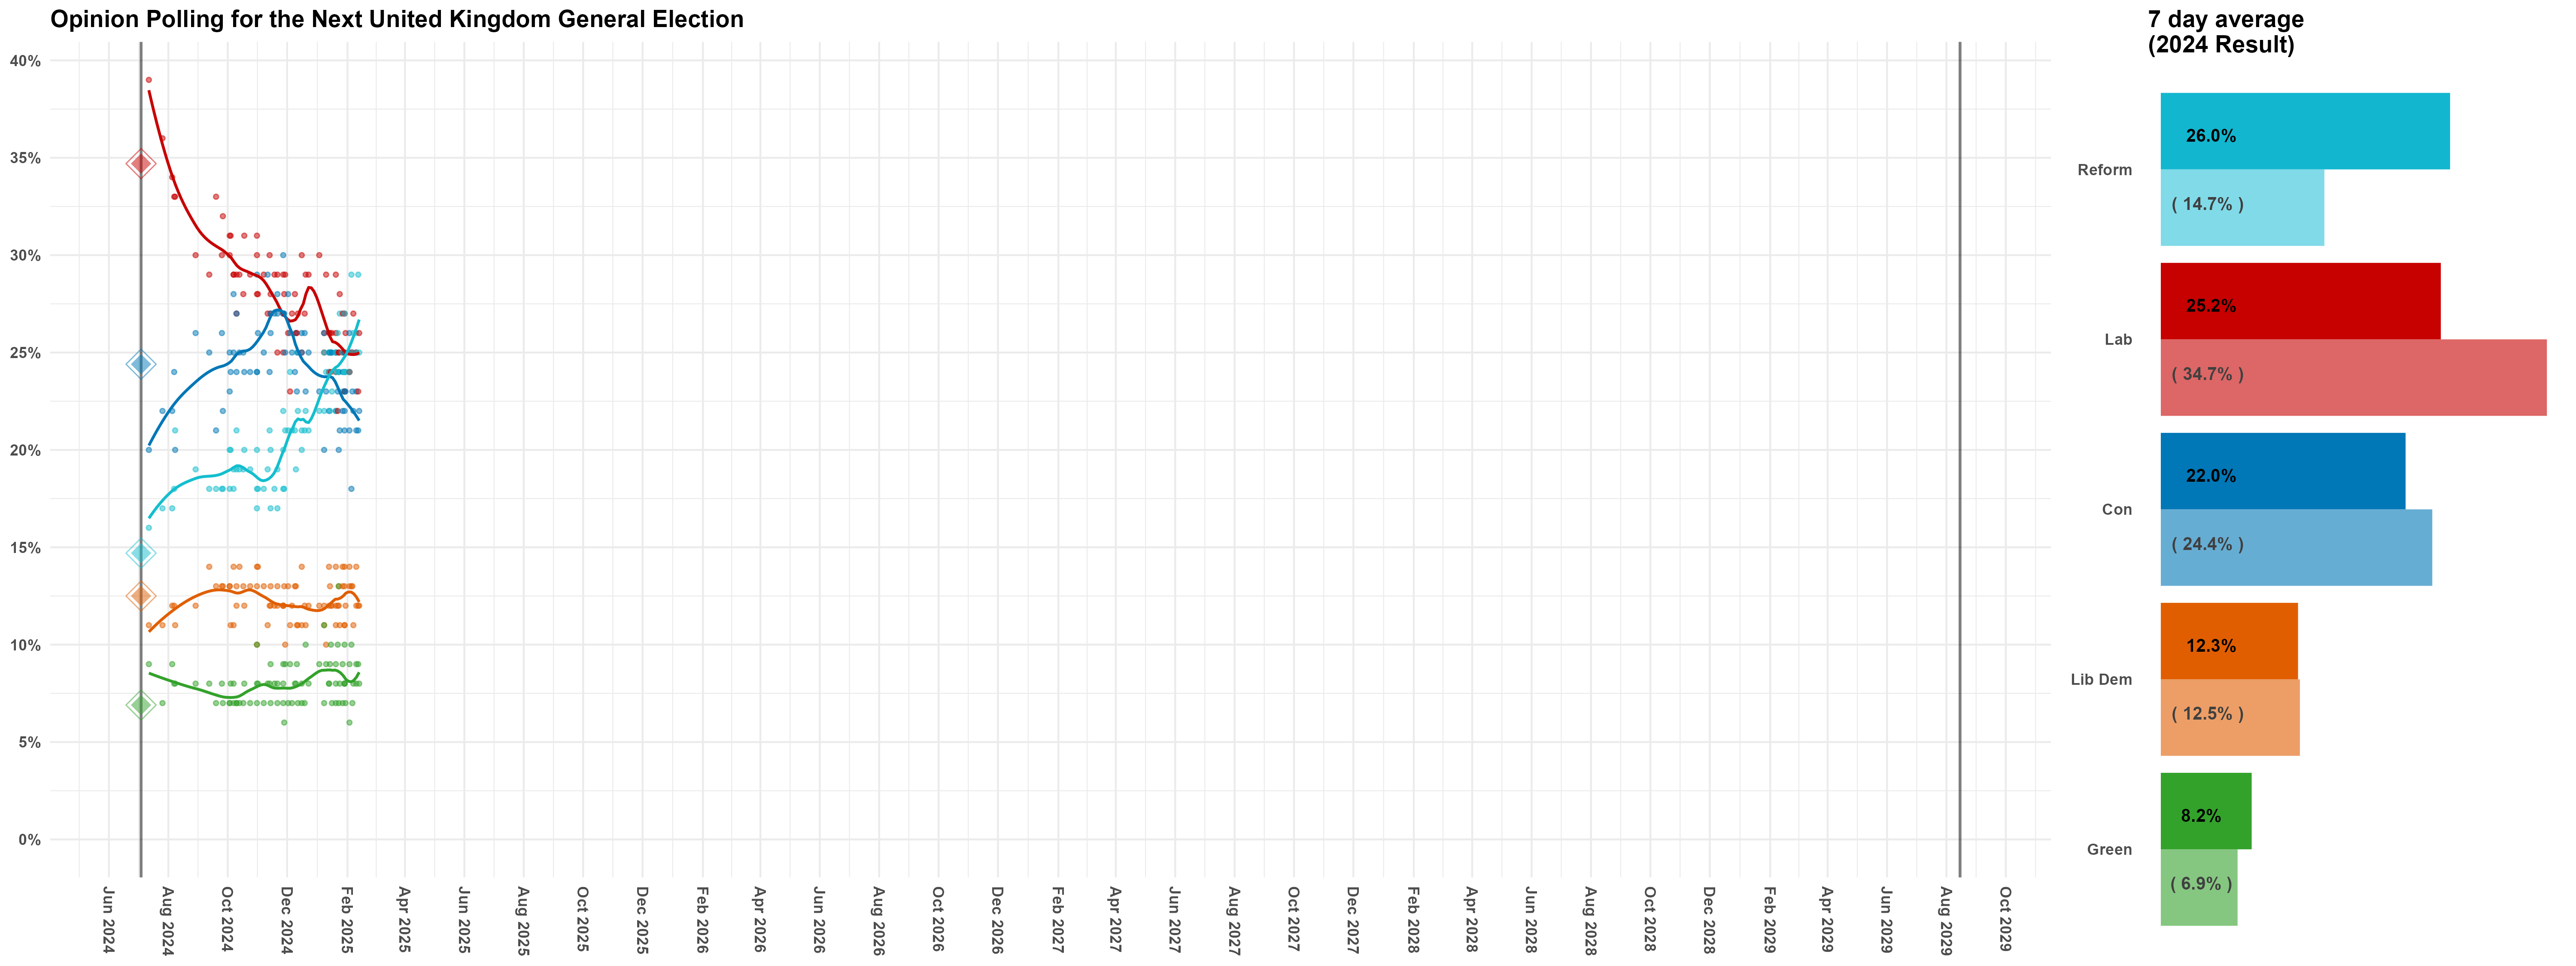 Opinion Polling for the Next United Kingdom General Election
40%
35%
30%
25%
20%
15%
10%
5%
0%
Jun 2024
Aug 2024
Oct 2024
Dec 2024
Feb 2025
Apr 2025
Jun 2025
Aug 2025
Oct 2025
Dec 2025
Feb 2026
Apr 2026
Jun 2026
Aug 2026
Oct 2026
Dec 2026
Feb 2027
Apr 2027
Jun 2027
Aug 2027
Oct 2027
Dec 2027
Feb 2028
Apr 2028
Jun 2028
Aug 2028
Oct 2028
Dec 2028
Feb 2029
Apr 2029
Jun 2029
Aug 2029
Oct 2029
7 day average
(2024 Result)
Reform
26.0%
( 14.7% )
Lab
25.2%
( 34.7% )
Con
22.0%
( 24.4% )
Lib Dem
12.3%
( 12.5% )
Green
8.2%
( 6.9% )